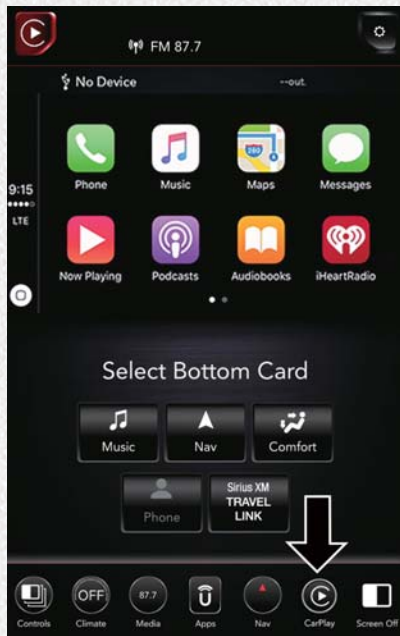 FM 87.7
No Device --out.
9:15
LTE
Phone Music Maps Messages
Now Playing Podcasts Audiobooks iHeartRadio
Select Bottom Card
Music Nav Comfort
Phone Sirius XM
TRAVEL
LINK
OFF 87.7
Controls Climate Media Apps Nav CarPlay Screen Off